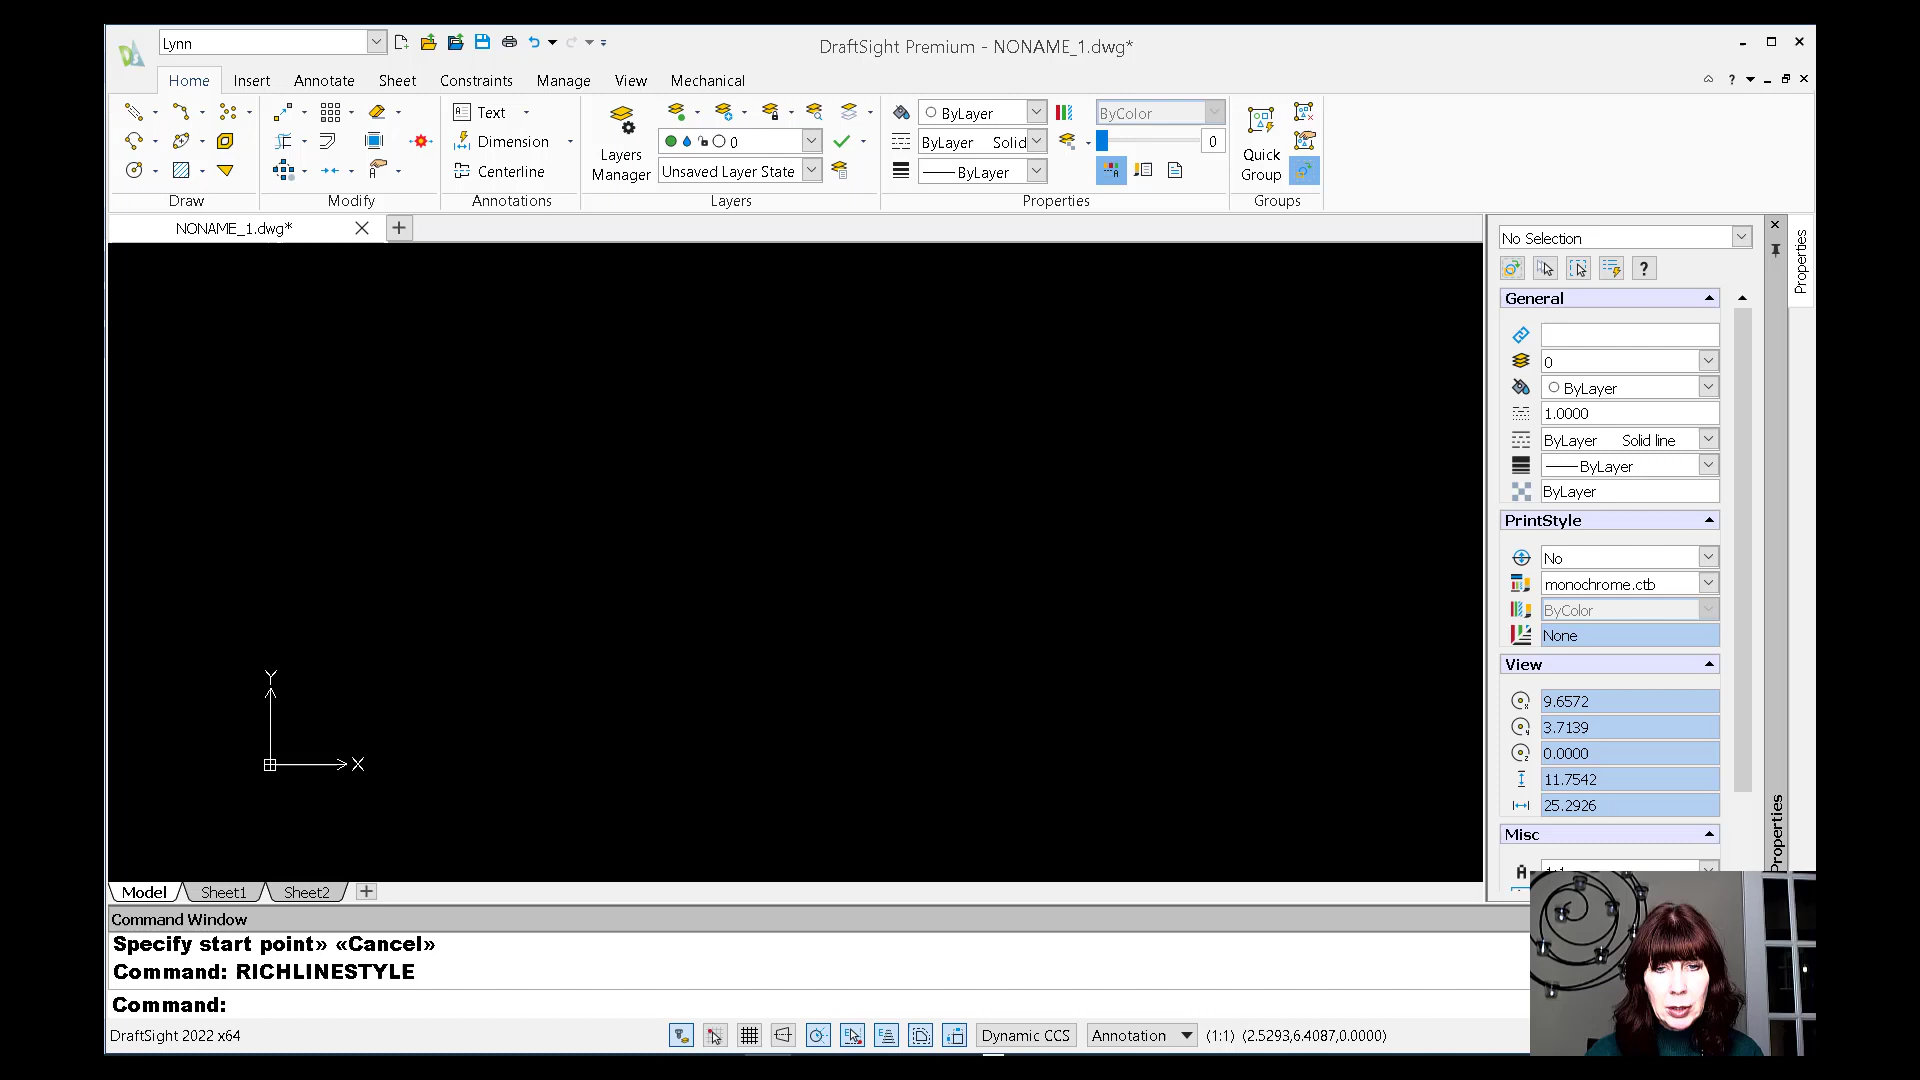 Lynn
DraftSight Premium - NONAME_1.dwg*
Home Insert Annotate Sheet Constraints Manage View Mechanical
Text
Dimension
Centerline
Layers
Manager
0
Unsaved Layer State
ByLayer
ByLayer Solid
ByLayer
ByColor
0
Quick
Group
Draw Modify Annotations Layers Properties Groups
NONAME_1.dwg*
No Selection
Properties
General
0
ByLayer
1.0000
ByLayer Solid line
ByLayer
ByLayer
PrintStyle
No
monochrome.ctb
ByColor
None
View
9.6572
3.7139
0.0000
11.7542
25.2926
Misc
Properties
Y
X
Model Sheet1 Sheet2
Command Window
Specify start point» «Cancel»
Command: RICHLINESTYLE
Command:
DraftSight 2022 x64
Dynamic CCS Annotation (1:1) (2.5293,6.4087,0.0000)